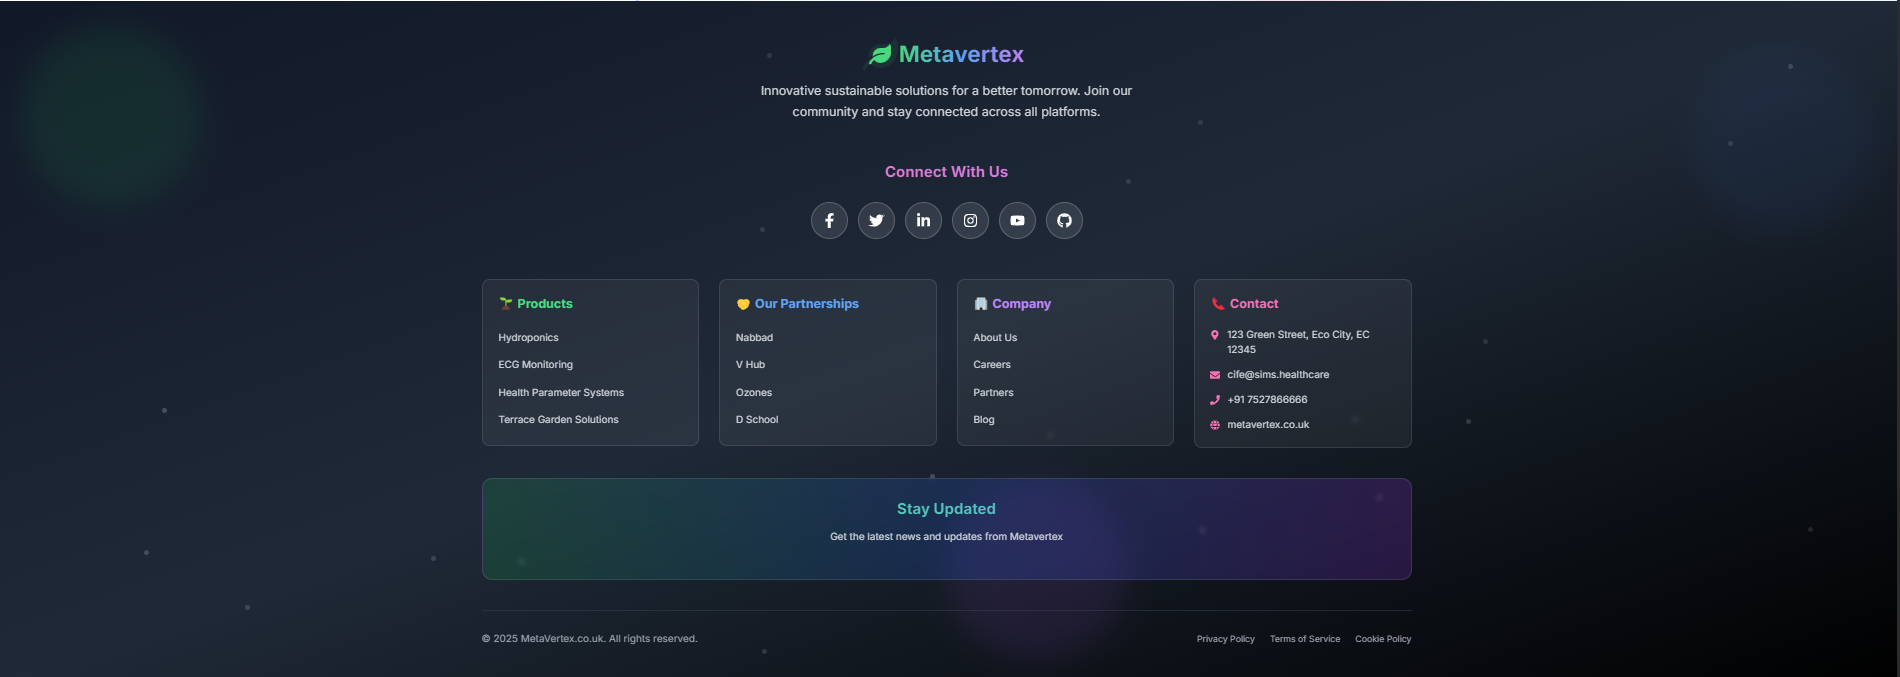 Metavertex
Innovative sustainable solutions for a better tomorrow. Join our
community and stay connected across all platforms.
Connect With Us
Products
Hydroponics
ECG Monitoring
Health Parameter Systems
Terrace Garden Solutions
Our Partnerships
Nabbad
V Hub
Ozones
D School
Company
About Us
Careers
Partners
Blog
Contact
123 Green Street, Eco City, EC
12345
cife@sims.healthcare
+91 7527866666
metavertex.co.uk
Stay Updated
Get the latest news and updates from Metavertex
© 2025 MetaVertex.co.uk. All rights reserved.
Privacy Policy Terms of Service Cookie Policy